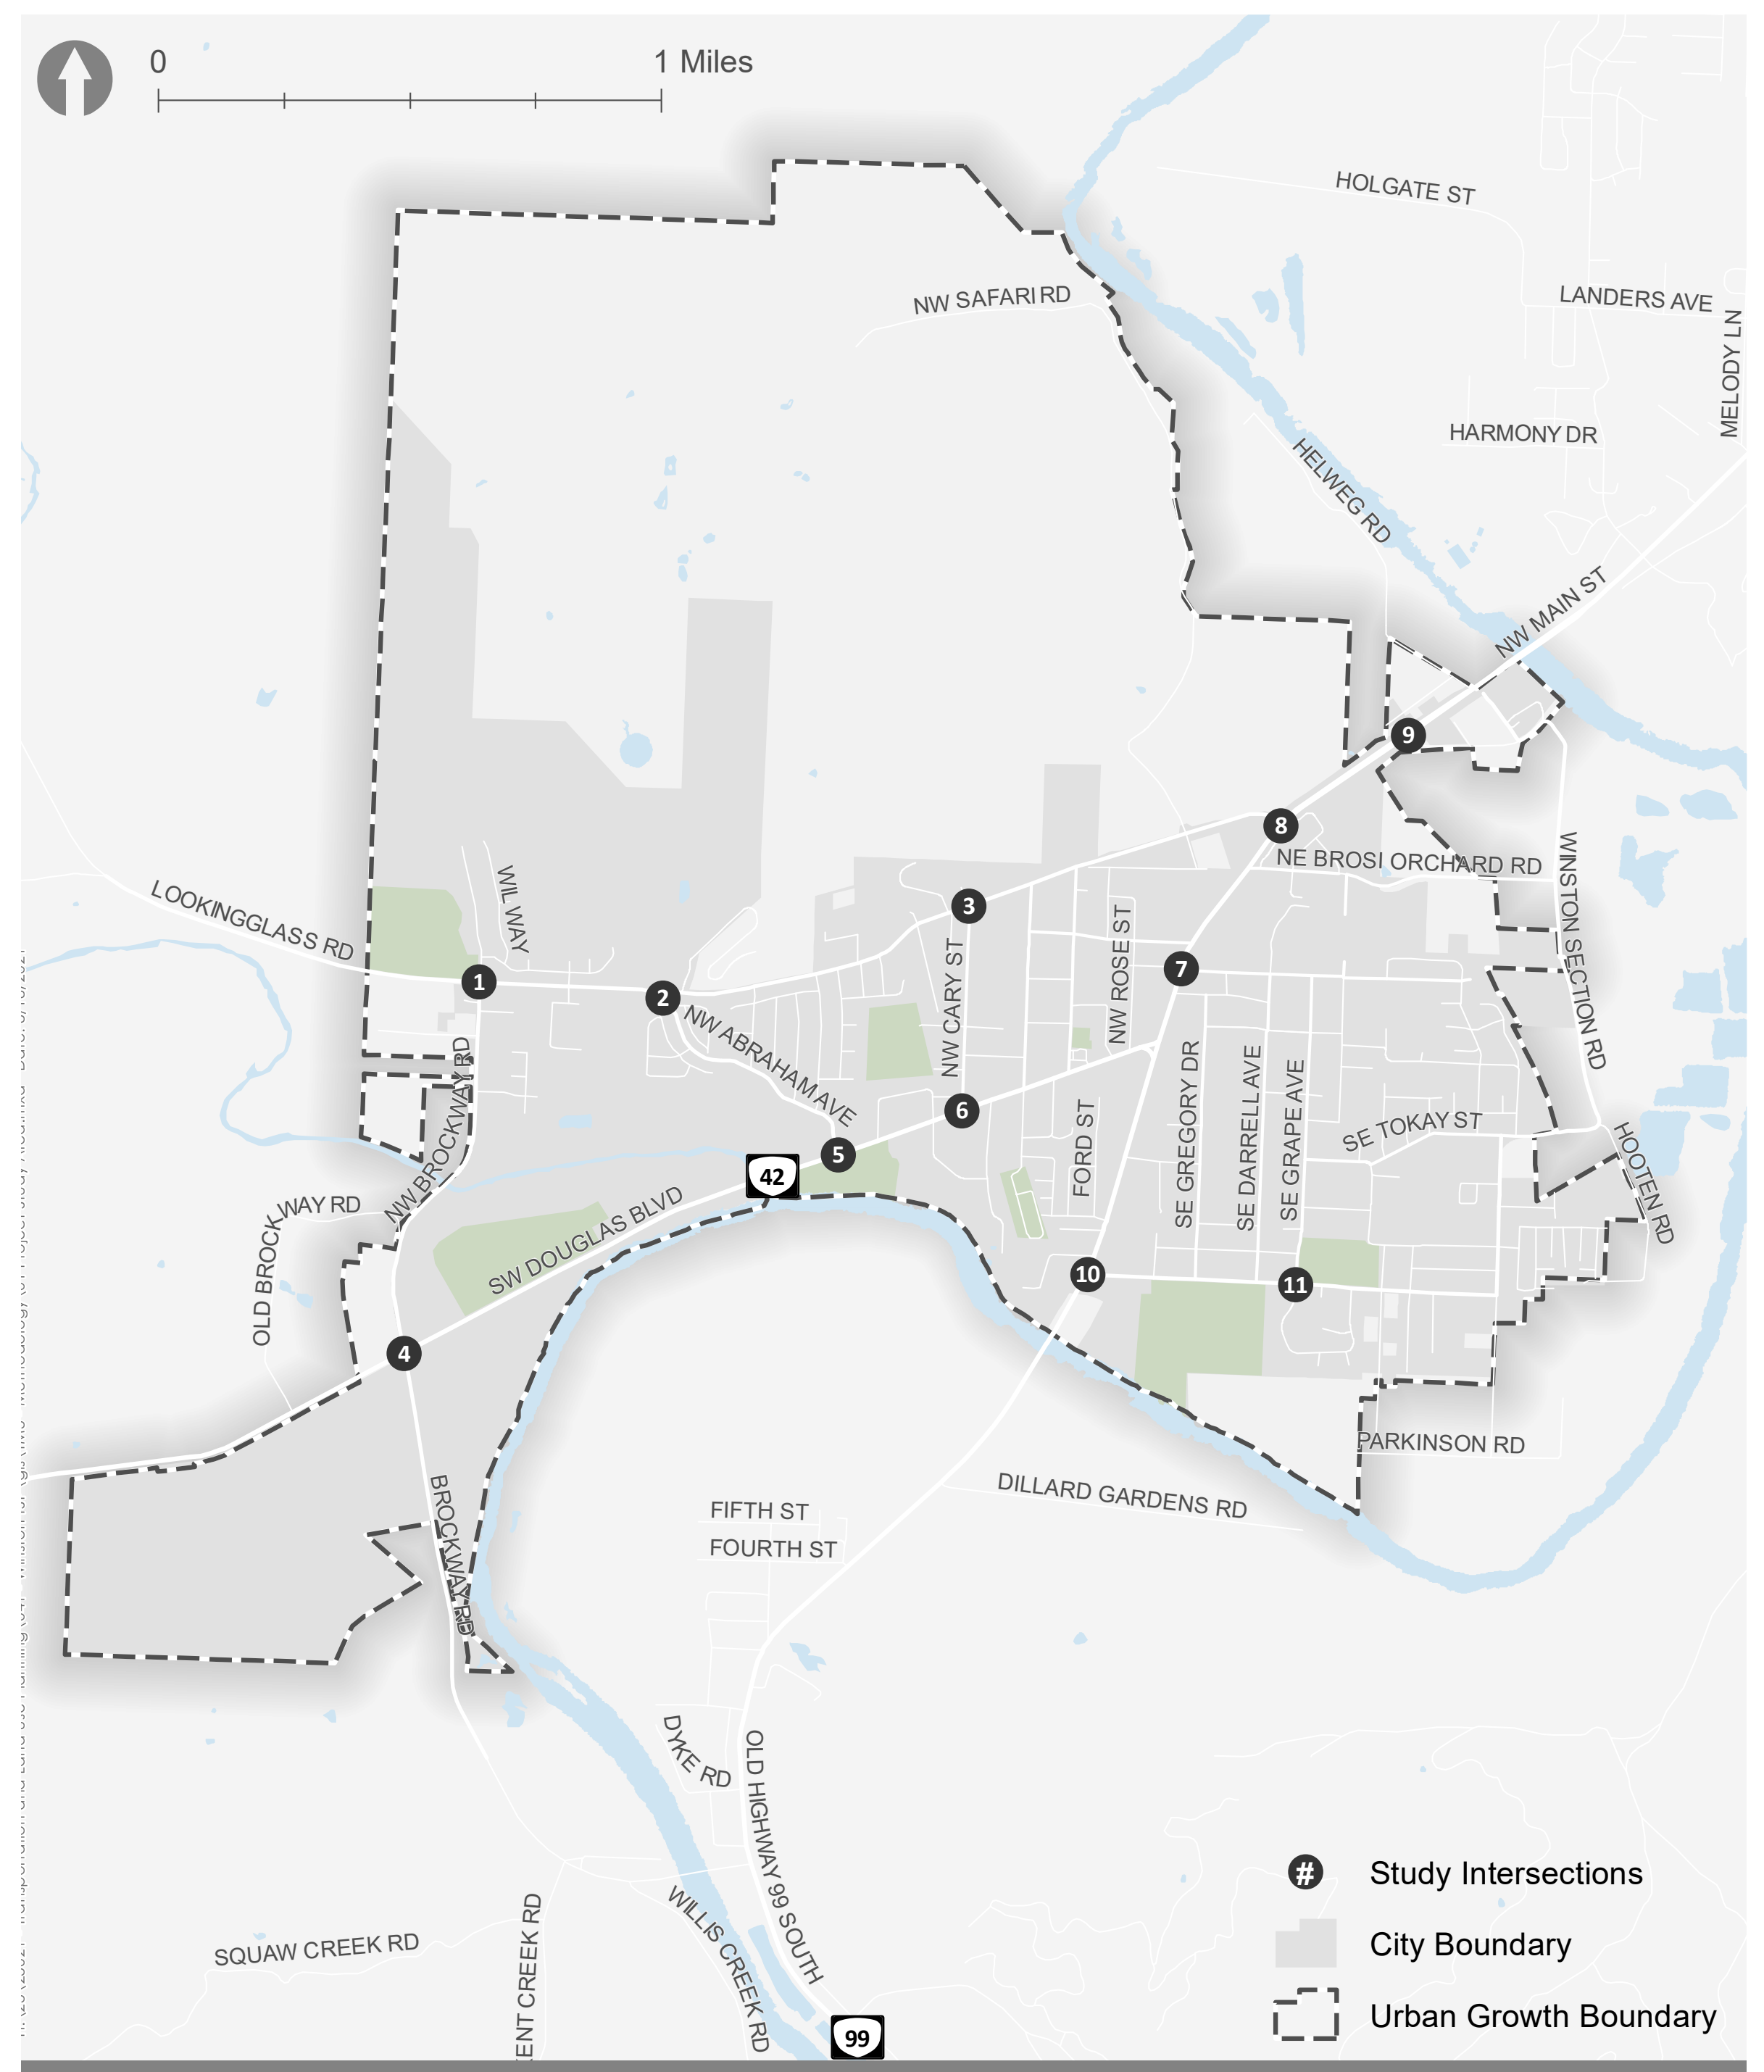 0 1 Miles
HOLGATE ST
LANDERS AVE
NW SAFARI RD
MELODY LN
HARMONY DR
HELWEG RD
NW MAIN ST
9
8
NE BROSI ORCHARD RD
WINSTON SECTION RD
WIL WAY
LOOKINGGLASS RD
3
NW ROSE ST
NW CARY ST
7
1
2
NW ABRAHAM AVE
NW BROCKWAY RD
SE GREGORY DR
SE DARRELL AVE
SE GRAPE AVE
FORD ST
6
SE TOKAY ST
HOOTEN RD
5
42
OLD BROCKWAY RD
SW DOUGLAS BLVD
10
11
4
PARKINSON RD
DILLARD GARDENS RD
BROCKWAY RD
FIFTH ST
FOURTH ST
DYKE RD
OLD HIGHWAY 99 SOUTH
WILLIS CREEK RD
SQUAW CREEK RD
ENT CREEK RD
99
# Study Intersections
City Boundary
Urban Growth Boundary